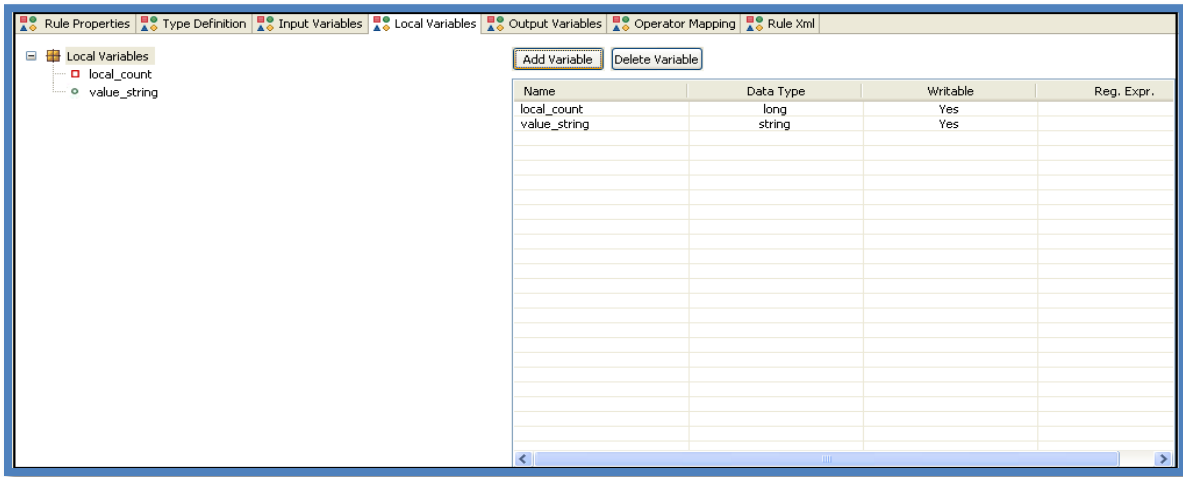 Rule Properties Type Definition Input Variables Local Variables Output Variables Operator Mapping Rule Xml
Local Variables
local_count
value_string
Add Variable Delete Variable
Name Data Type Writable Reg. Expr.
local_count long Yes
value_string string Yes